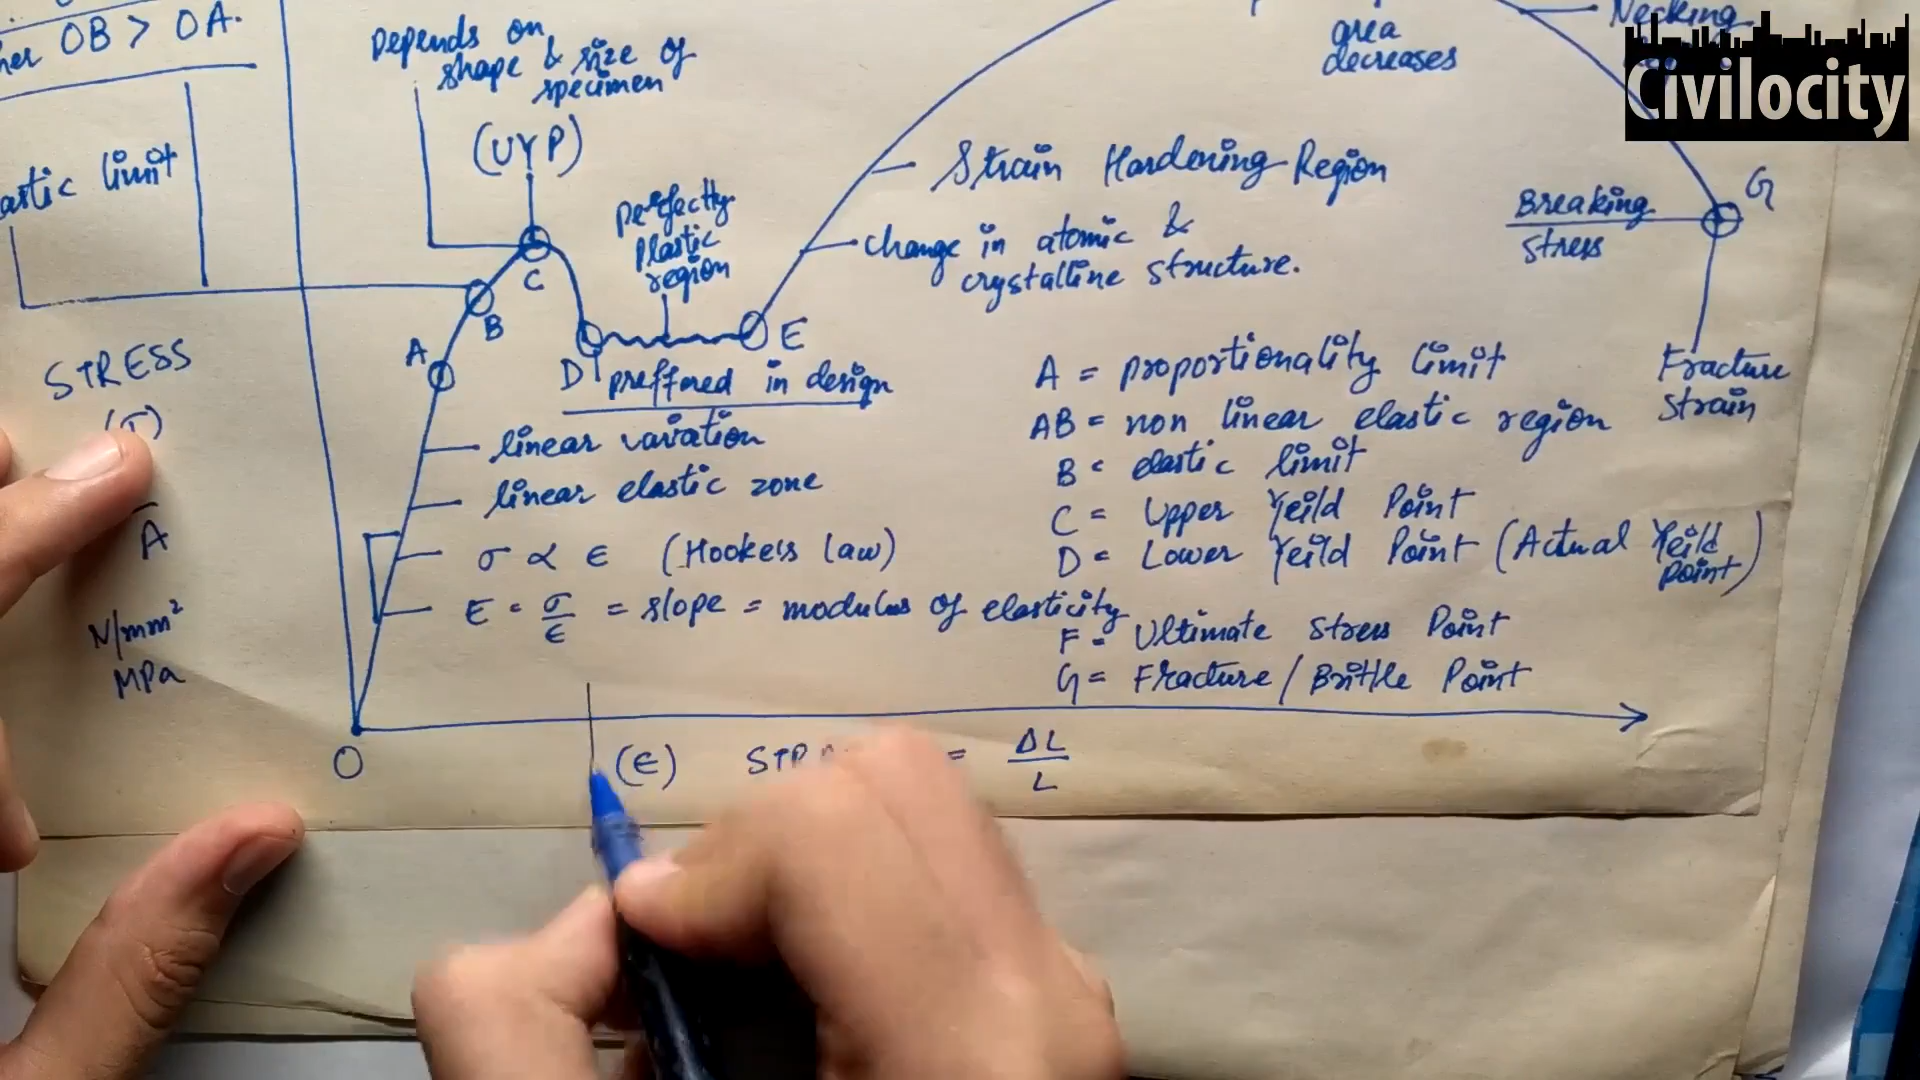 OB > OA.
Depends on
shape & size of
specimen
(UYP)
area
decreases
Necking
Civilocity
limit
perfectly
plastic
region
Strain Hardening Region
change in atomic &
crystalline structure.
G
Breaking
stress
C
B
A
D
E
preffered in design
STRESS
(σ)
A
N/mm²
MPa
linear variation
linear elastic zone
σ ∝ ϵ (Hooke's law)
E = σ/ϵ = slope = modulus of elasticity
A = proportionality limit
AB = non linear elastic region
B = elastic limit
C = Upper Yeild Point
D = Lower Yeild Point (Actual Yeild Point)
F = Ultimate Stress Point
G = Fracture / Brittle Point
Fracture
strain
O
(ϵ) = ΔL/L